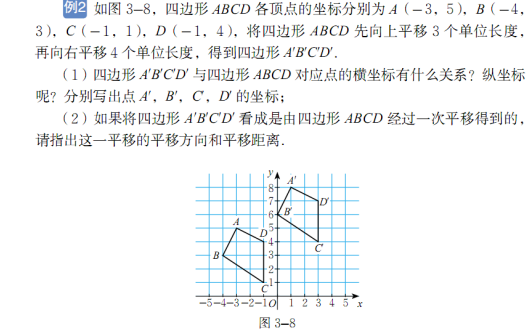 例2 如图 3–8，四边形 ABCD 各顶点的坐标分别为 A（－3，5），B（－4，
3），C（－1，1），D（－1，4），将四边形 ABCD 先向上平移 3 个单位长度，
再向右平移 4 个单位长度，得到四边形 A′B′C′D′.
（1）四边形 A′B′C′D′ 与四边形 ABCD 对应点的横坐标有什么关系？纵坐标
呢？分别写出点 A′，B′，C′，D′ 的坐标；
（2）如果将四边形 A′B′C′D′ 看成是由四边形 ABCD 经过一次平移得到的，
请指出这一平移的平移方向和平移距离.
y
A′
8
7
D′
6
B′
A
5
D
4
C′
B
3
2
C
1
–5 –4 –3 –2 –1 O 1 2 3 4 5 x
图 3–8